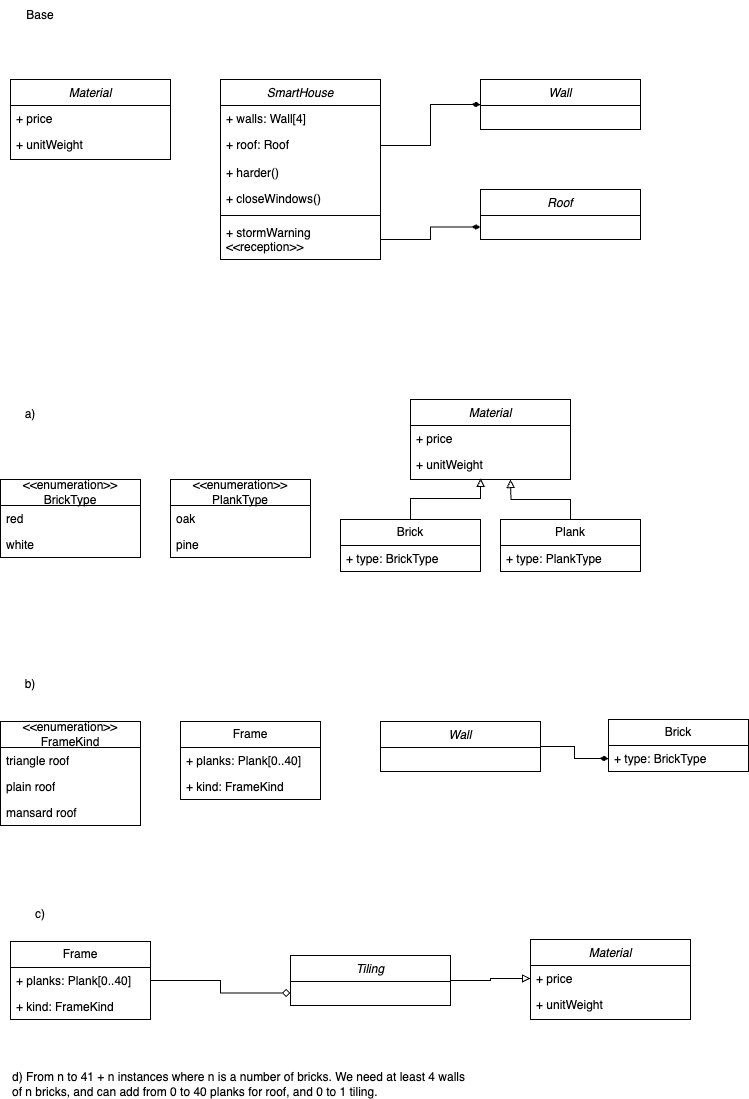 Base
Material
+ price
+ unitWeight
SmartHouse
+ walls: Wall[4]
+ roof: Roof
+ harder()
+ closeWindows()
+ stormWarning
<<reception>>
Wall
Roof
a)
<<enumeration>>
BrickType
red
white
<<enumeration>>
PlankType
oak
pine
Material
+ price
+ unitWeight
Brick
+ type: BrickType
Plank
+ type: PlankType
b)
<<enumeration>>
FrameKind
triangle roof
plain roof
mansard roof
Frame
+ planks: Plank[0..40]
+ kind: FrameKind
Wall
Brick
+ type: BrickType
c)
Frame
+ planks: Plank[0..40]
+ kind: FrameKind
Tiling
Material
+ price
+ unitWeight
d) From n to 41 + n instances where n is a number of bricks. We need at least 4 walls
of n bricks, and can add from 0 to 40 planks for roof, and 0 to 1 tiling.